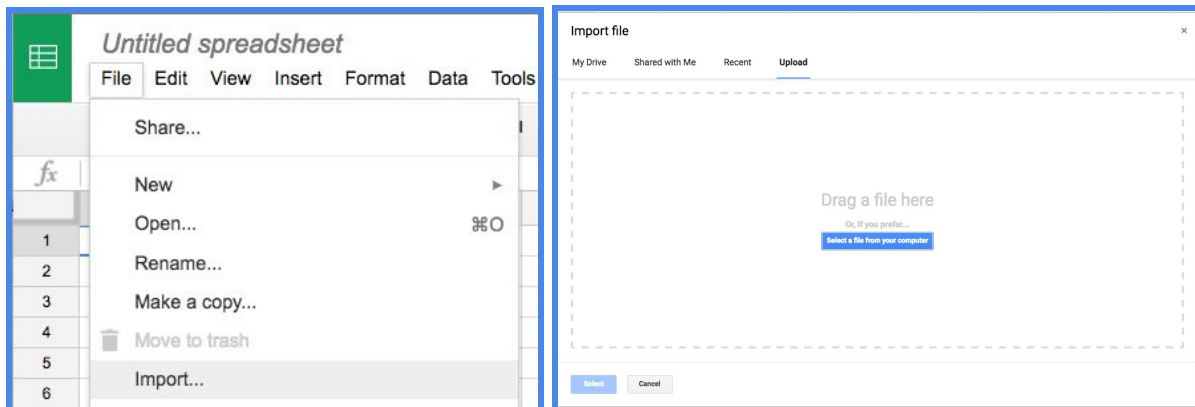 Untitled spreadsheet
File Edit View Insert Format Data Tools
Share...
fx
New
Open... ⌘O
1
Rename...
2
Make a copy...
3
Move to trash
4
5
Import...
6
Import file
×
My Drive Shared with Me Recent Upload
Drag a file here
Or, if you prefer...
Select a file from your computer
Select Cancel